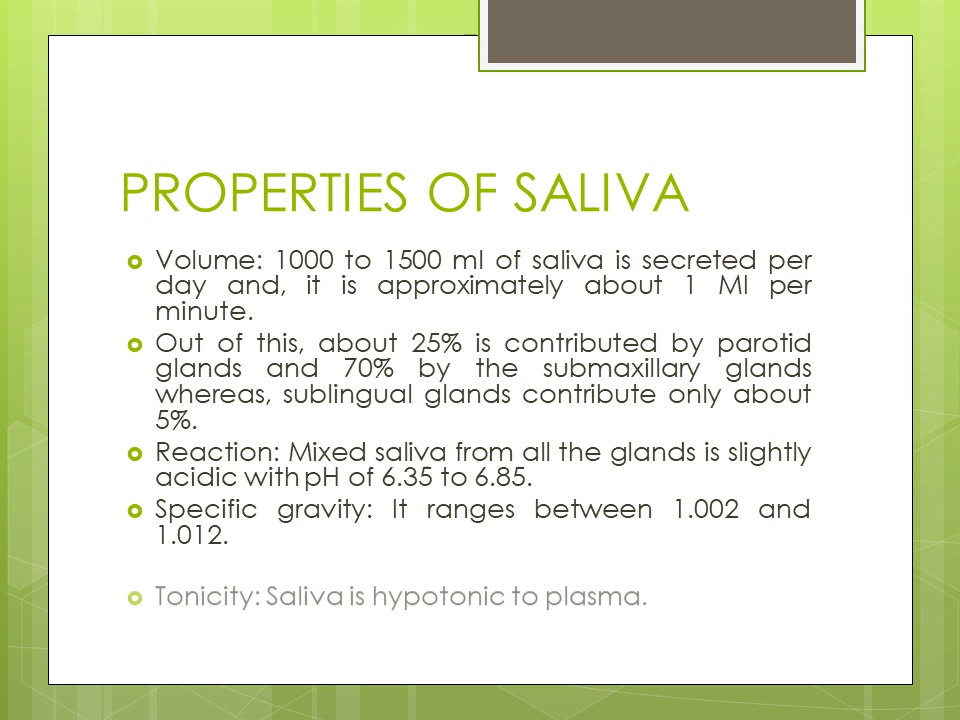 PROPERTIES OF SALIVA
Volume: 1000 to 1500 ml of saliva is secreted per
day and, it is approximately about 1 Ml per
minute.
Out of this, about 25% is contributed by parotid
glands and 70% by the submaxillary glands
whereas, sublingual glands contribute only about
5%.
Reaction: Mixed saliva from all the glands is slightly
acidic with pH of 6.35 to 6.85.
Specific gravity: It ranges between 1.002 and
1.012.
Tonicity: Saliva is hypotonic to plasma.